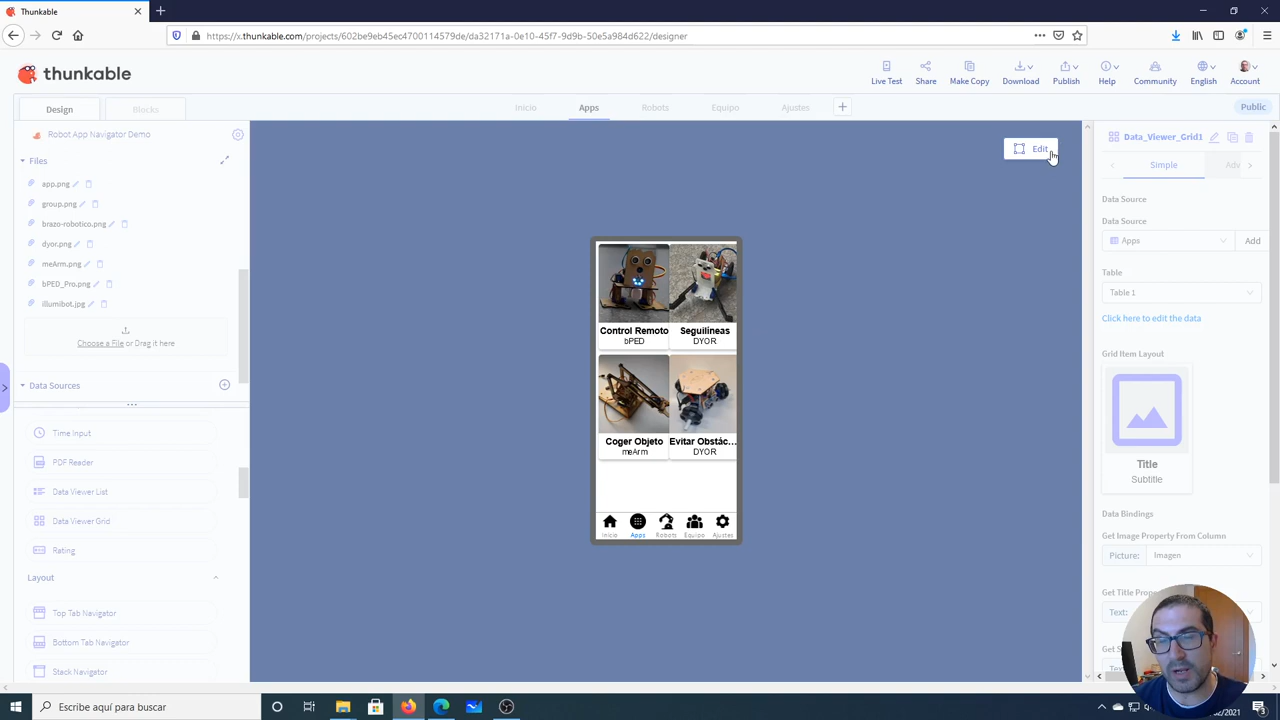 Thunkable
https://x.thunkable.com/projects/602be9eb45ec4700114579de/da32171a-0e10-45f7-9d9b-50e5a984d622/designer
thunkable
Live Test
Share
Make Copy
Download
Publish
Help
Community
English
Account
Design
Blocks
Inicio
Apps
Robots
Equipo
Ajustes
Public
Robot App Navigator Demo
Files
app.png
group.png
brazo-robotico.png
dyor.png
meArm.png
bPED_Pro.png
illumibot.jpg
Choose a File or Drag it here
Data Sources
Time Input
PDF Reader
Data Viewer List
Data Viewer Grid
Rating
Layout
Top Tab Navigator
Bottom Tab Navigator
Stack Navigator
Edit
Control Remoto
bPED
Seguilíneas
DYOR
Coger Objeto
meArm
Evitar Obstác...
DYOR
Inicio
Apps
Robots
Equipo
Ajustes
Data_Viewer_Grid1
Simple
Adv
Data Source
Data Source
Apps
Add
Table
Table 1
Click here to edit the data
Grid Item Layout
Title
Subtitle
Data Bindings
Get Image Property From Column
Picture:
Imagen
Get Title Prope
Text:
Get S
Escribe aquí para buscar